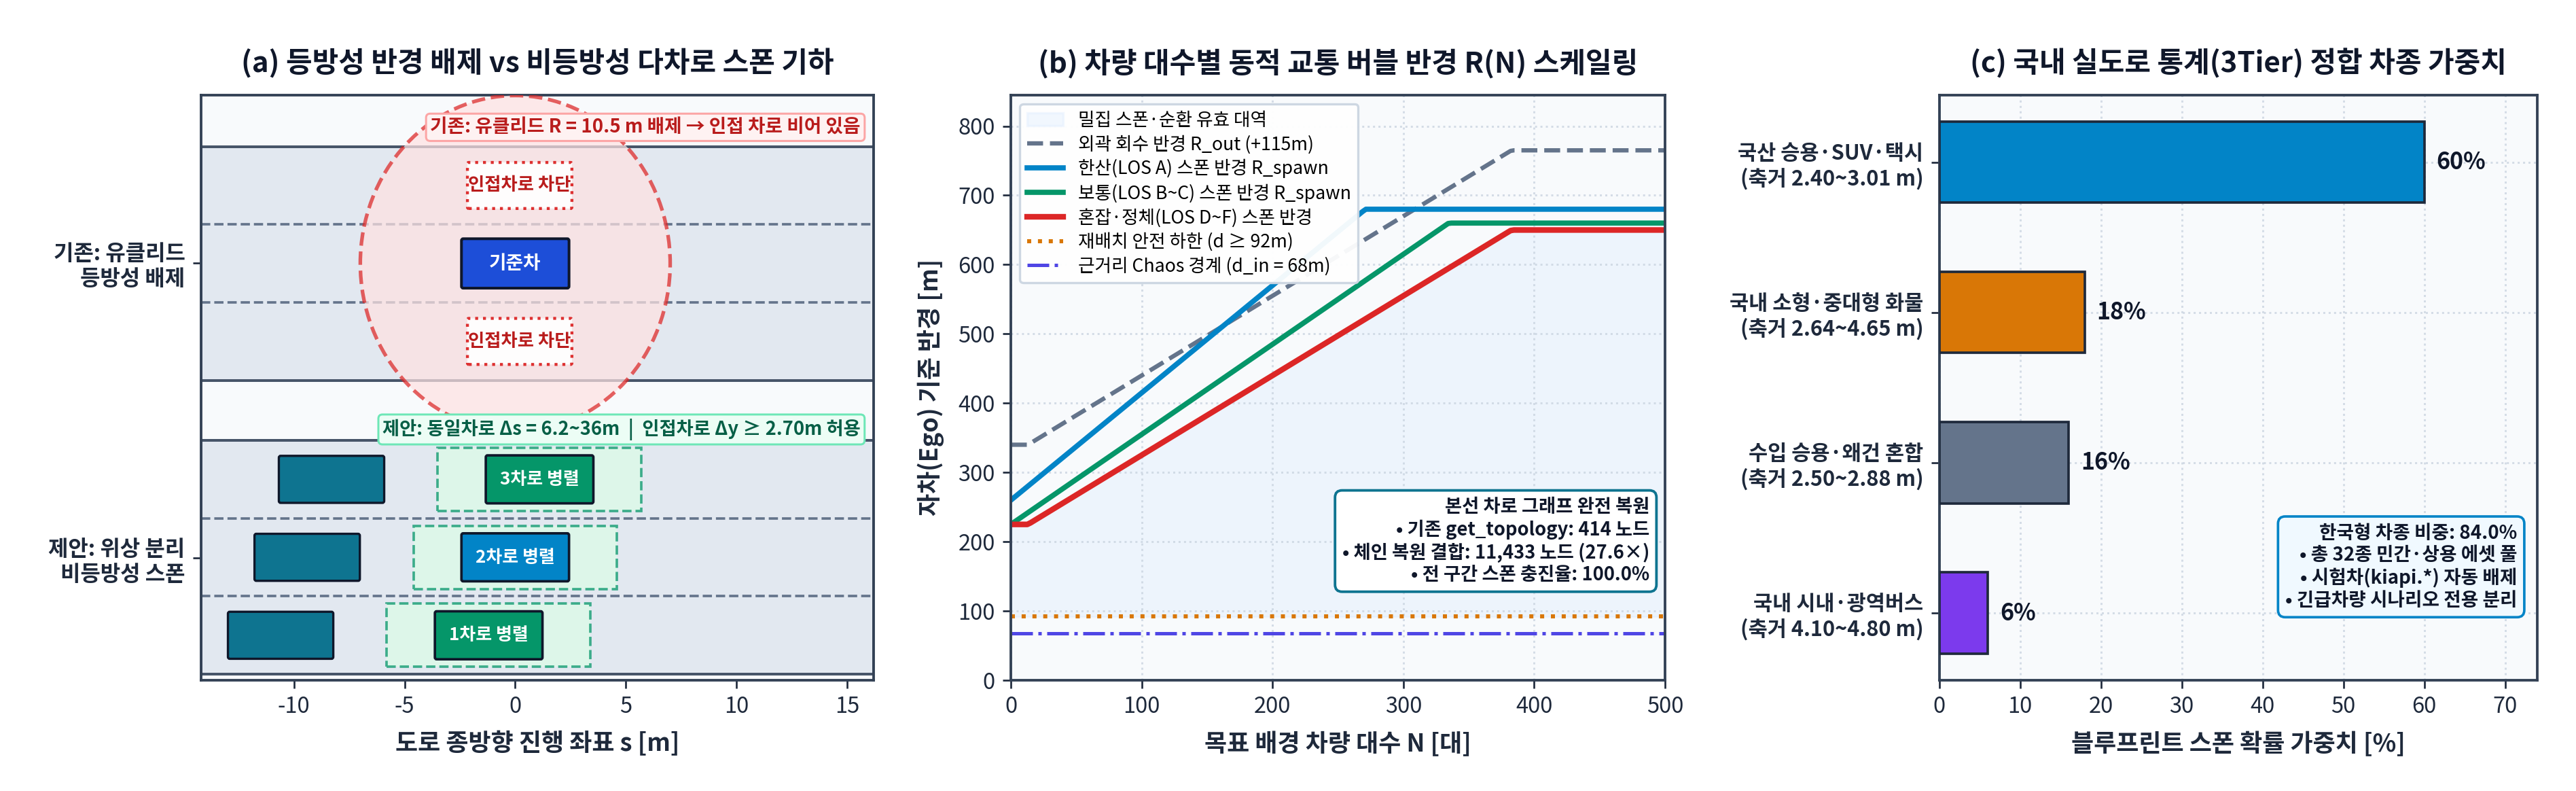 (a) 등방성 반경 배제 vs 비등방성 다차로 스폰 기하
기존: 유클리드 R = 10.5 m 배제 → 인접 차로 비어 있음
인접차로 차단
기준차
인접차로 차단
기존: 유클리드
등방성 배제
제안: 동일차로 Δs = 6.2~36m | 인접차로 Δy ≥ 2.70m 허용
3차로 병렬
2차로 병렬
1차로 병렬
제안: 위상 분리
비등방성 스폰
-10
-5
0
5
10
15
도로 종방향 진행 좌표 s [m]
(b) 차량 대수별 동적 교통 버블 반경 R(N) 스케일링
밀집 스폰·순환 유효 대역
외곽 회수 반경 R_out (+115m)
한산(LOS A) 스폰 반경 R_spawn
보통(LOS B~C) 스폰 반경 R_spawn
혼잡·정체(LOS D~F) 스폰 반경
재배치 안전 하한 (d ≥ 92m)
근거리 Chaos 경계 (d_in = 68m)
본선 차로 그래프 완전 복원
• 기존 get_topology: 414 노드
• 체인 복원 결합: 11,433 노드 (27.6×)
• 전 구간 스폰 충진율: 100.0%
800
700
600
500
400
300
200
100
0
자차(Ego) 기준 반경 [m]
0
100
200
300
400
500
목표 배경 차량 대수 N [대]
(c) 국내 실도로 통계(3Tier) 정합 차종 가중치
국산 승용·SUV·택시
(축거 2.40~3.01 m)
60%
국내 소형·중대형 화물
(축거 2.64~4.65 m)
18%
수입 승용·왜건 혼합
(축거 2.50~2.88 m)
16%
국내 시내·광역버스
(축거 4.10~4.80 m)
6%
한국형 차종 비중: 84.0%
• 총 32종 민간·상용 에셋 풀
• 시험차(kiapi.*) 자동 배제
• 긴급차량 시나리오 전용 분리
0
10
20
30
40
50
60
70
블루프린트 스폰 확률 가중치 [%]